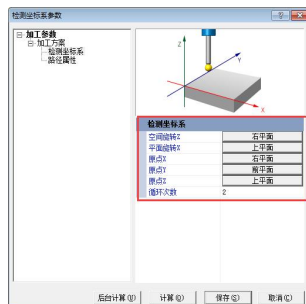 检测坐标系参数
加工参数
加工方案
检测坐标系
路径属性
Z
Y
X
检测坐标系
空间旋转Z 右平面
平面旋转X 上平面
原点X 右平面
原点Y 前平面
原点Z 上平面
循环次数 2
后台计算(U) 计算(Q) 保存(S) 取消(C)